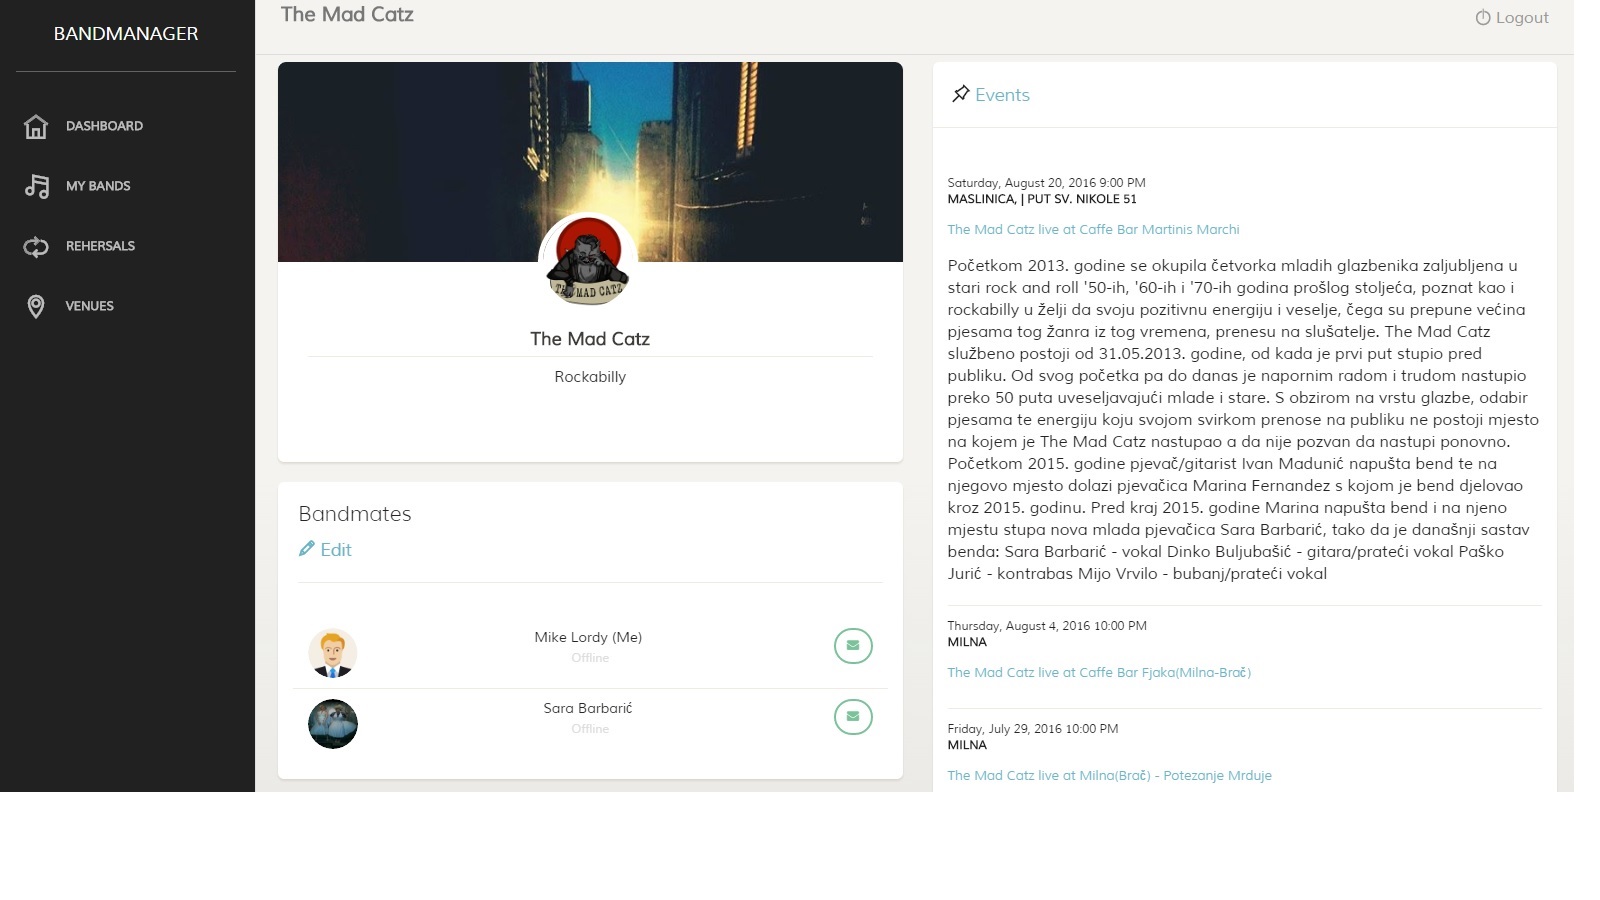 BANDMANAGER
DASHBOARD
MY BANDS
REHERSALS
VENUES
The Mad Catz
Logout
THE MAD CATZ
The Mad Catz
Rockabilly
Bandmates
Edit
Mike Lordy (Me)
Offline
Sara Barbarić
Offline
Events
Saturday, August 20, 2016 9:00 PM
MASLINICA, | PUT SV. NIKOLE 51
The Mad Catz live at Caffe Bar Martinis Marchi
Početkom 2013. godine se okupila četvorka mladih glazbenika zaljubljena u
stari rock and roll '50-ih, '60-ih i '70-ih godina prošlog stoljeća, poznat kao i
rockabilly u želji da svoju pozitivnu energiju i veselje, čega su prepune većina
pjesama tog žanra iz tog vremena, prenesu na slušatelje. The Mad Catz
službeno postoji od 31.05.2013. godine, od kada je prvi put stupio pred
publiku. Od svog početka pa do danas je napornim radom i trudom nastupio
preko 50 puta uveseljavajući mlade i stare. S obzirom na vrstu glazbe, odabir
pjesama te energiju koju svojom svirkom prenose na publiku ne postoji mjesto
na kojem je The Mad Catz nastupao a da nije pozvan da nastupi ponovno.
Početkom 2015. godine pjevač/gitarist Ivan Madunić napušta bend te na
njegovo mjesto dolazi pjevačica Marina Fernandez s kojom je bend djelovao
kroz 2015. godinu. Pred kraj 2015. godine Marina napušta bend i na njeno
mjestu stupa nova mlada pjevačica Sara Barbarić, tako da je današnji sastav
benda: Sara Barbarić - vokal Dinko Buljubašić - gitara/prateći vokal Paško
Jurić - kontrabas Mijo Vrvilo - bubanj/prateći vokal
Thursday, August 4, 2016 10:00 PM
MILNA
The Mad Catz live at Caffe Bar Fjaka(Milna-Brač)
Friday, July 29, 2016 10:00 PM
MILNA
The Mad Catz live at Milna(Brač) - Potezanje Mrduje